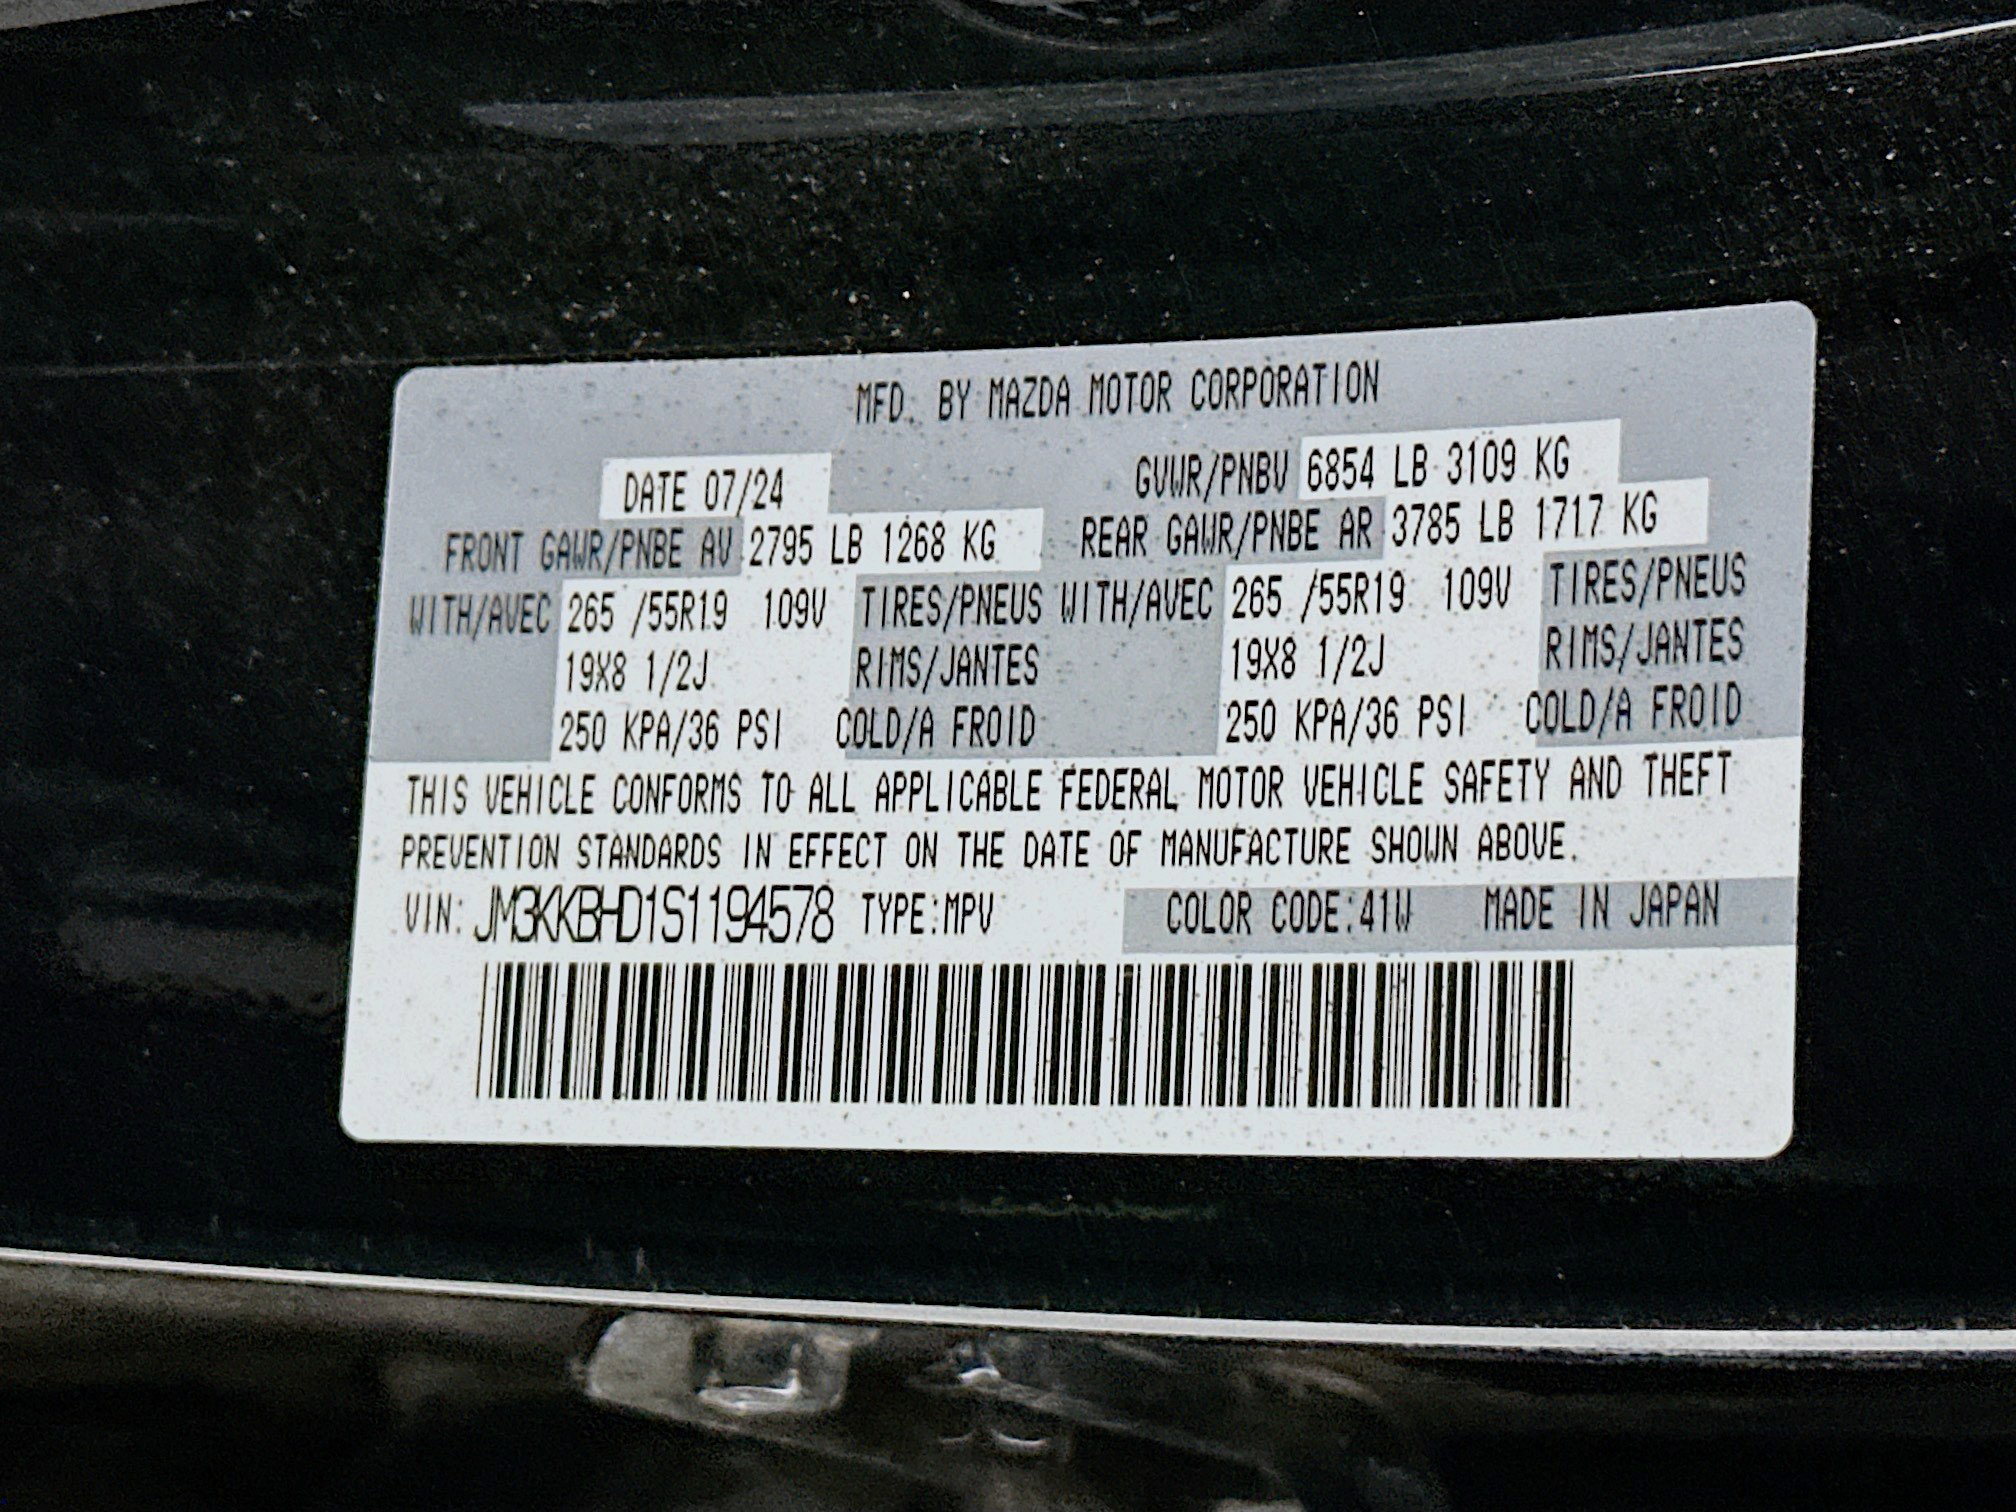 MFD. BY MAZDA MOTOR CORPORATION
DATE 07/24 GVWR/PNBV 6854 LB 3109 KG
FRONT GAWR/PNBE AV 2795 LB 1268 KG REAR GAWR/PNBE AR 3785 LB 1717 KG
WITH/AVEC 265 /55R19 109V TIRES/PNEUS WITH/AVEC 265 /55R19 109V TIRES/PNEUS
19X8 1/2J RIMS/JANTES 19X8 1/2J RIMS/JANTES
250 KPA/36 PSI COLD/A FROID 250 KPA/36 PSI COLD/A FROID
THIS VEHICLE CONFORMS TO ALL APPLICABLE FEDERAL MOTOR VEHICLE SAFETY AND THEFT
PREVENTION STANDARDS IN EFFECT ON THE DATE OF MANUFACTURE SHOWN ABOVE.
VIN: JM3KKBHD1S1194578 TYPE:MPV COLOR CODE:41W MADE IN JAPAN